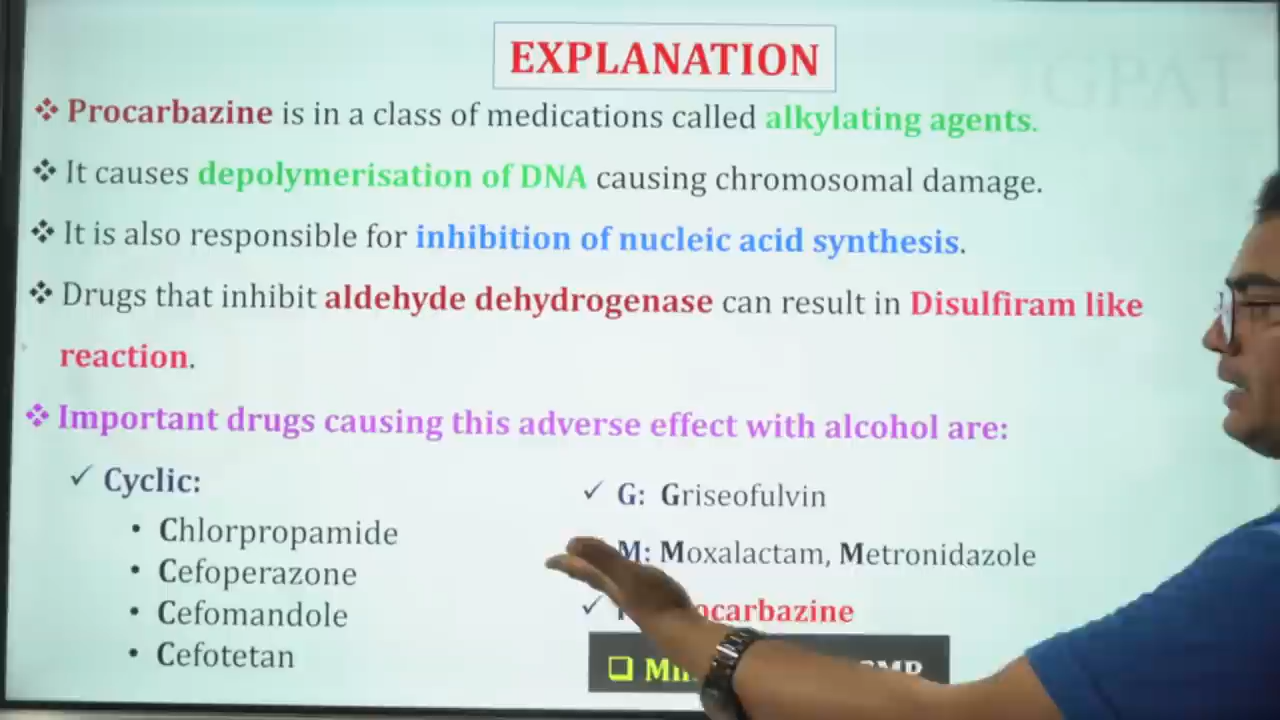 GPAT
EXPLANATION
❖ Procarbazine is in a class of medications called alkylating agents.
❖ It causes depolymerisation of DNA causing chromosomal damage.
❖ It is also responsible for inhibition of nucleic acid synthesis.
❖ Drugs that inhibit aldehyde dehydrogenase can result in Disulfiram like
reaction.
❖ Important drugs causing this adverse effect with alcohol are:
✓ Cyclic:
• Chlorpropamide
• Cefoperazone
• Cefomandole
• Cefotetan
✓ G: Griseofulvin
M: Moxalactam, Metronidazole
✓ ocarbazine
❑